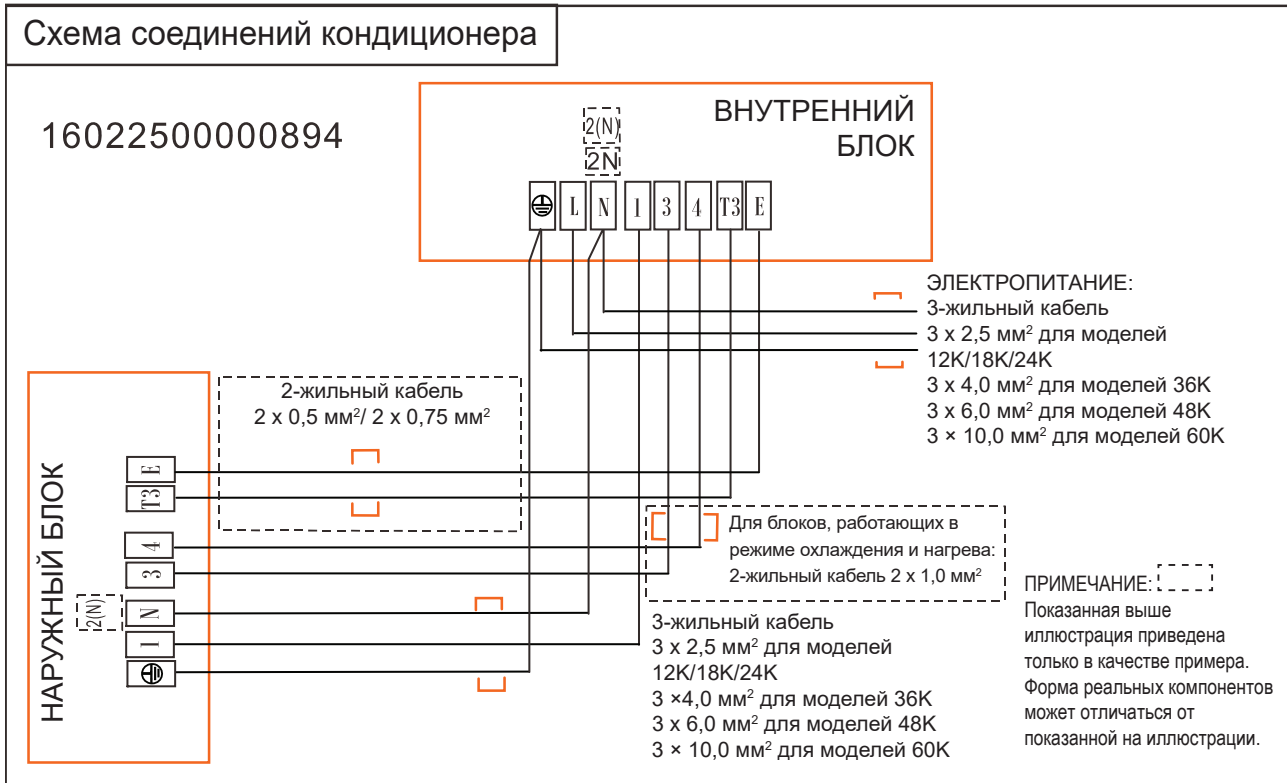 Схема соединений кондиционера
16022500000894
ВНУТРЕННИЙ
БЛОК
2(N)
2N
L N 1 3 4 T3 E
ЭЛЕКТРОПИТАНИЕ:
3-жильный кабель
3 x 2,5 мм² для моделей
12K/18K/24K
3 x 4,0 мм² для моделей 36K
3 x 6,0 мм² для моделей 48K
3 × 10,0 мм² для моделей 60K
2-жильный кабель
2 x 0,5 мм²/ 2 x 0,75 мм²
НАРУЖНЫЙ БЛОК
E
T3
4
3
2(N)
N
1
Для блоков, работающих в
режиме охлаждения и нагрева:
2-жильный кабель 2 x 1,0 мм²
3-жильный кабель
3 x 2,5 мм² для моделей
12K/18K/24K
3 ×4,0 мм² для моделей 36K
3 x 6,0 мм² для моделей 48K
3 × 10,0 мм² для моделей 60K
ПРИМЕЧАНИЕ:
Показанная выше
иллюстрация приведена
только в качестве примера.
Форма реальных компонентов
может отличаться от
показанной на иллюстрации.